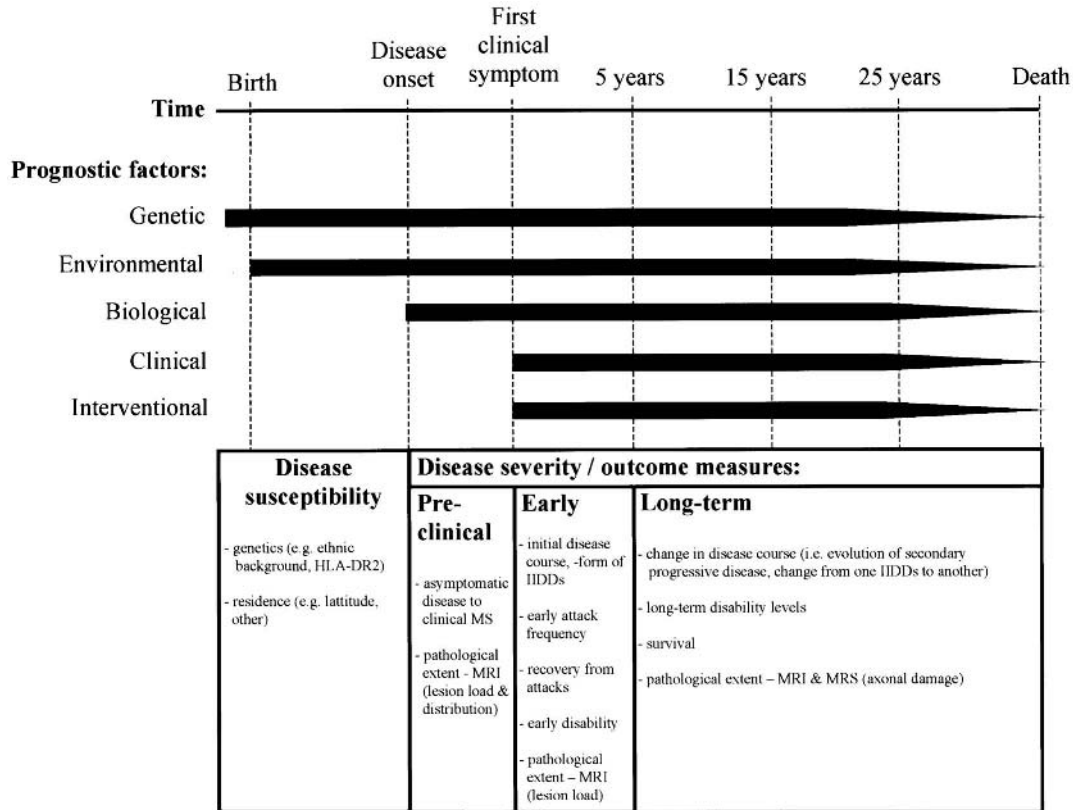 First
clinical
symptom
Disease
onset
Birth
5 years
15 years
25 years
Death
Time
Prognostic factors:
Genetic
Environmental
Biological
Clinical
Interventional
Disease
susceptibility
- genetics (e.g. ethnic
background, HLA-DR2)
- residence (e.g. lattitude,
other)
Disease severity / outcome measures:
Pre-
clinical
- asymptomatic
disease to
clinical MS
- pathological
extent - MRI
(lesion load &
distribution)
Early
- initial disease
course, -form of
IIDDs
- early attack
frequency
- recovery from
attacks
- early disability
- pathological
extent – MRI
(lesion load)
Long-term
- change in disease course (i.e. evolution of secondary
progressive disease, change from one IIDDs to another)
- long-term disability levels
- survival
- pathological extent – MRI & MRS (axonal damage)